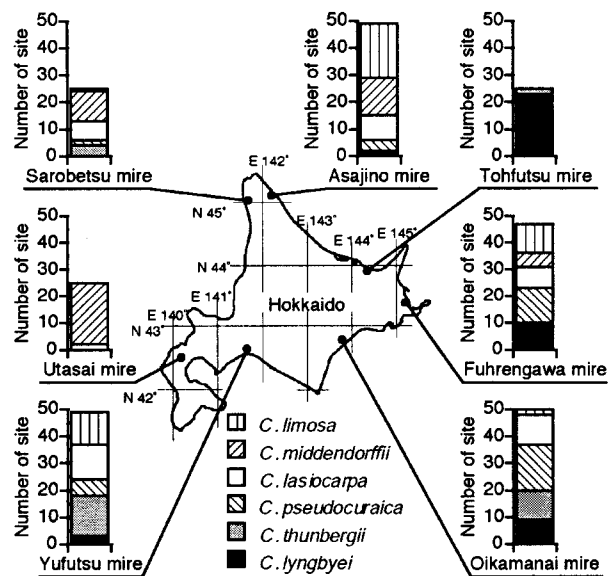 Number of site
50
40
30
20
10
0
Sarobetsu mire
Number of site
50
40
30
20
10
0
Asajino mire
Number of site
50
40
30
20
10
0
Tohfutsu mire
Number of site
50
40
30
20
10
0
Utasai mire
E 142°
N 45°
E 143°
E 144°
E 145°
N 44°
E 141°
E 140°
Hokkaido
N 43°
N 42°
Number of site
50
40
30
20
10
0
Fuhrengawa mire
Number of site
50
40
30
20
10
0
Yufutsu mire
C. limosa
C. middendorffii
C. lasiocarpa
C. pseudocuraica
C. thunbergii
C. lyngbyei
Number of site
50
40
30
20
10
0
Oikamanai mire